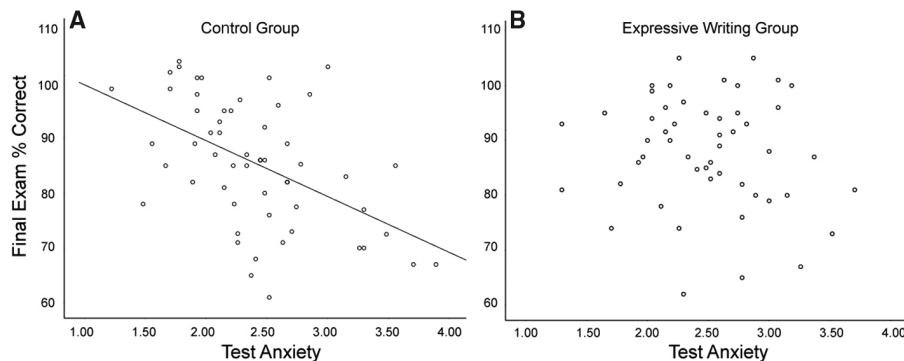 A
Control Group
Final Exam % Correct
110
100
90
80
70
60
1.00 1.50 2.00 2.50 3.00 3.50 4.00
Test Anxiety
B
Expressive Writing Group
110
100
90
80
70
60
1.00 1.50 2.00 2.50 3.00 3.50 4.00
Test Anxiety